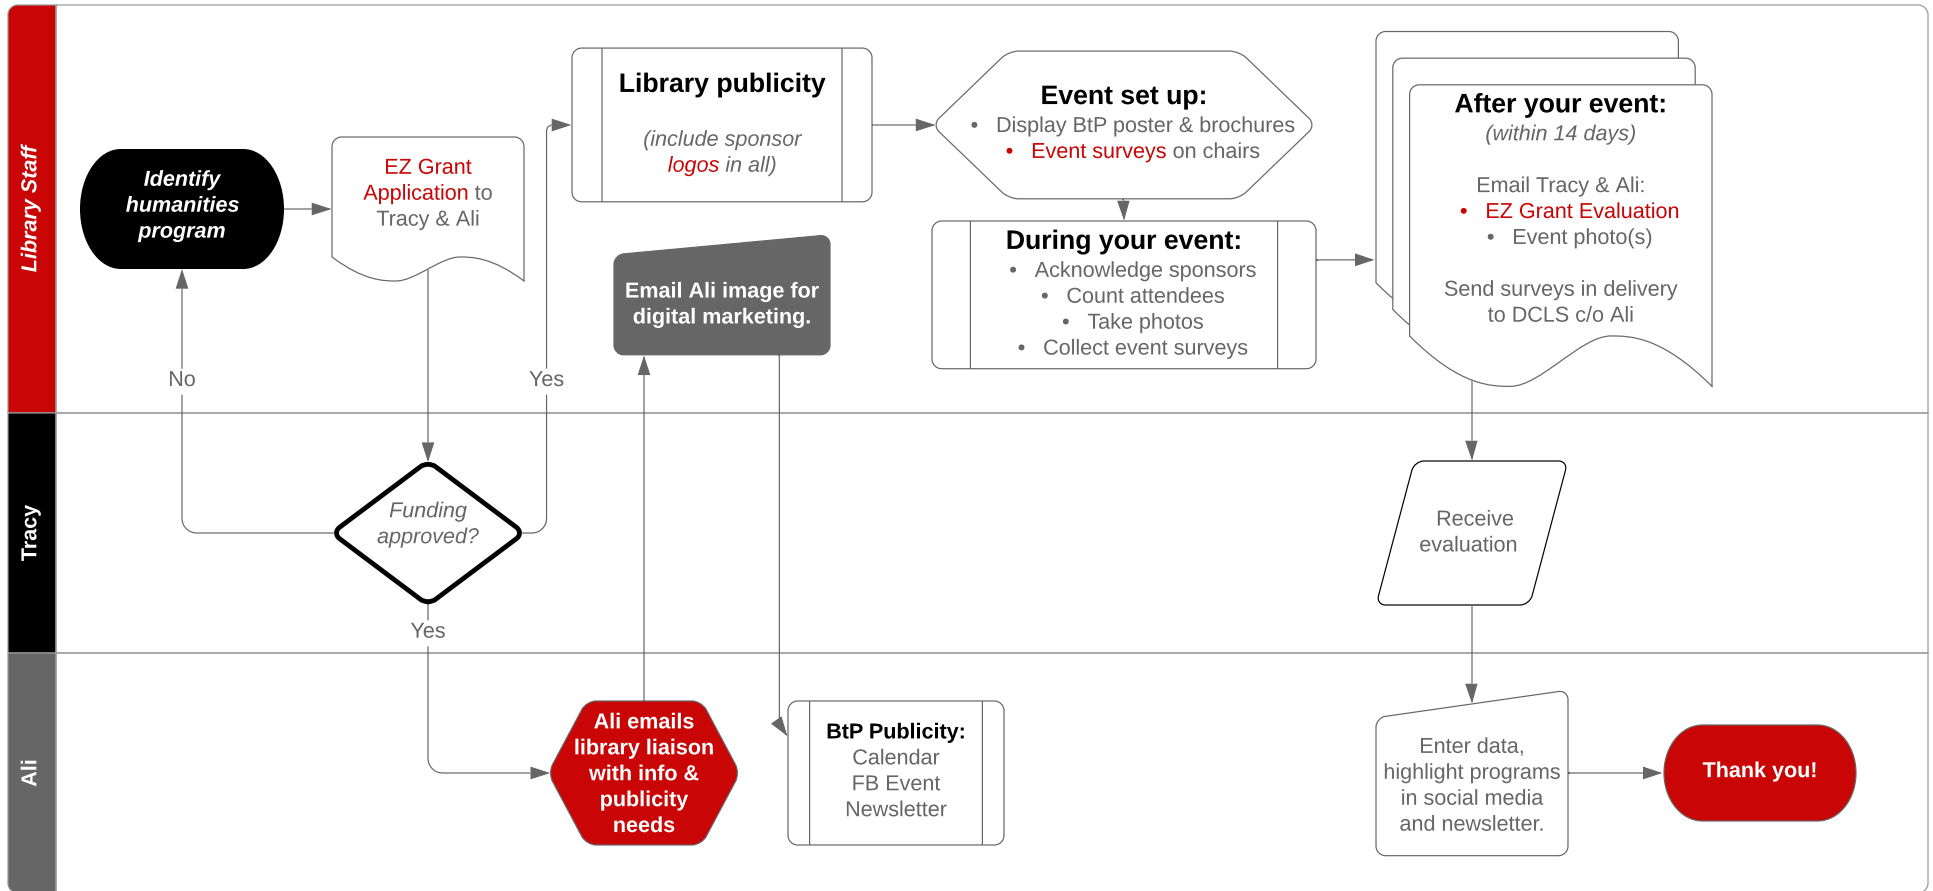 Library Staff
Identify
humanities
program
EZ Grant
Application to
Tracy & Ali
Library publicity
(include sponsor
logos in all)
Event set up:
• Display BtP poster & brochures
• Event surveys on chairs
During your event:
• Acknowledge sponsors
• Count attendees
• Take photos
• Collect event surveys
After your event:
(within 14 days)
Email Tracy & Ali:
• EZ Grant Evaluation
• Event photo(s)
Send surveys in delivery
to DCLS c/o Ali
Email Ali image for
digital marketing.
No
Yes
Tracy
Funding
approved?
Yes
Receive
evaluation
Ali
Ali emails
library liaison
with info &
publicity
needs
BtP Publicity:
Calendar
FB Event
Newsletter
Enter data,
highlight programs
in social media
and newsletter.
Thank you!